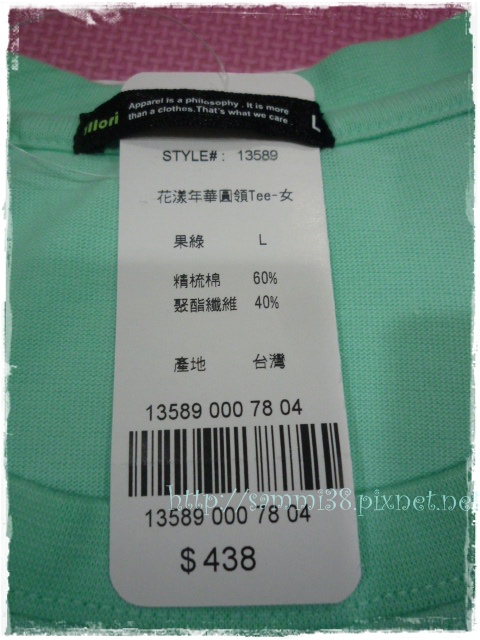 Apparel is a philosophy . It is more
than a clothes.That's what we care .
L
STYLE# : 13589
花漾年華圓領Tee-女
果綠 L
精梳棉 60%
聚酯纖維 40%
產地 台灣
13589 000 78 04
13589 000 78 04
$ 438
http://sammi38.pixnet.ne